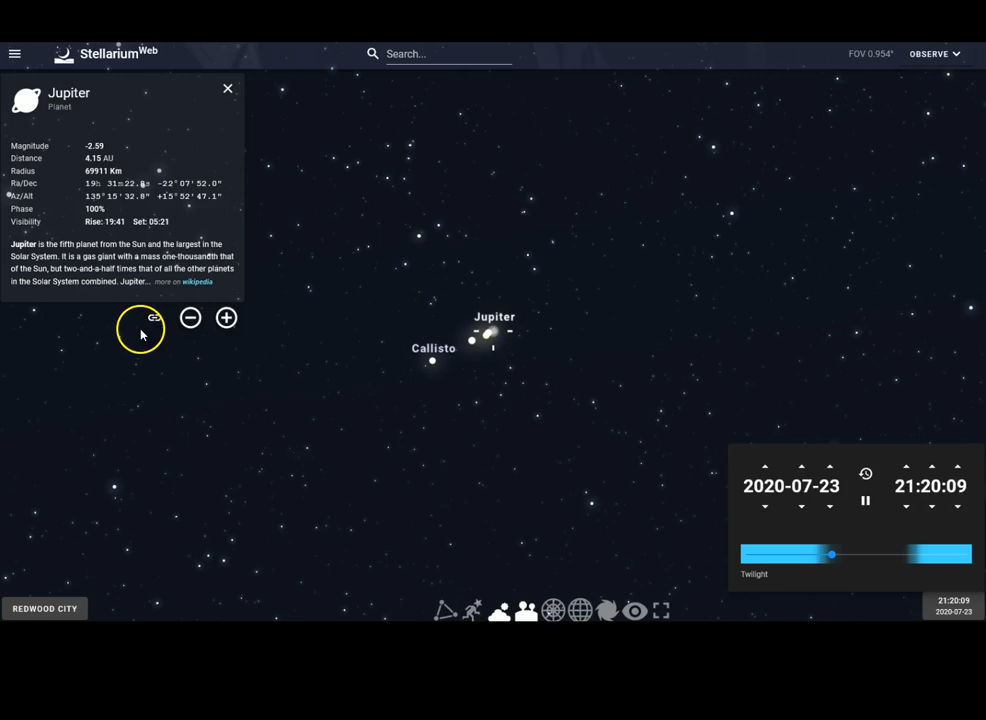 StellariumWeb
Search...
FOV 0.954°
OBSERVE
Jupiter
Planet
Magnitude -2.59
Distance 4.15 AU
Radius 69911 Km
Ra/Dec 19h 31m22. -22°07'52.0"
Az/Alt 135°15'32.8" +15°52'47.1"
Phase 100%
Visibility Rise: 19:41 Set: 05:21
Jupiter is the fifth planet from the Sun and the largest in the
Solar System. It is a gas giant with a mass one-thousandth that
of the Sun, but two-and-a-half times that of all the other planets
in the Solar System combined. Jupiter... more on wikipedia
Jupiter
Callisto
2020-07-23 21:20:09
Twilight
REDWOOD CITY
21:20:09
2020-07-23